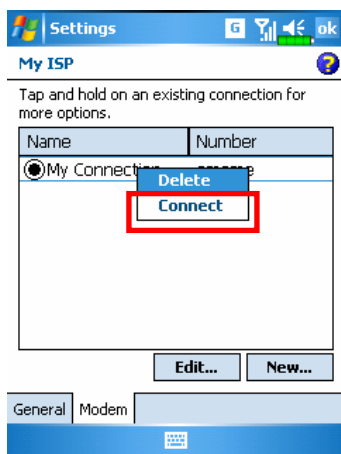 Settings
G
ok
My ISP
?
Tap and hold on an existing connection for
more options.
Name Number
My Connection
Delete
Connect
Edit... New...
General Modem